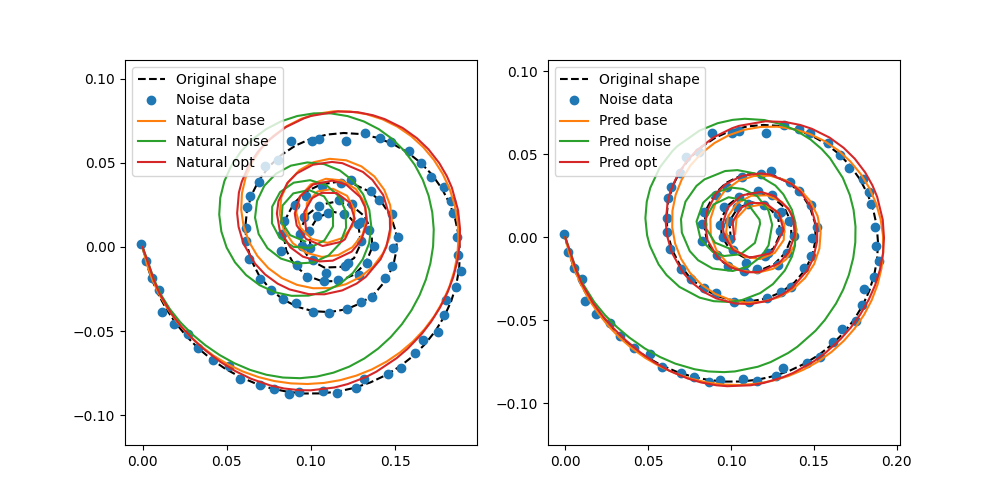 Original shape
Noise data
Natural base
Natural noise
Natural opt
0.10
0.05
0.00
−0.05
−0.10
0.00
0.05
0.10
0.15
Original shape
Noise data
Pred base
Pred noise
Pred opt
0.10
0.05
0.00
−0.05
−0.10
0.00
0.05
0.10
0.15
0.20